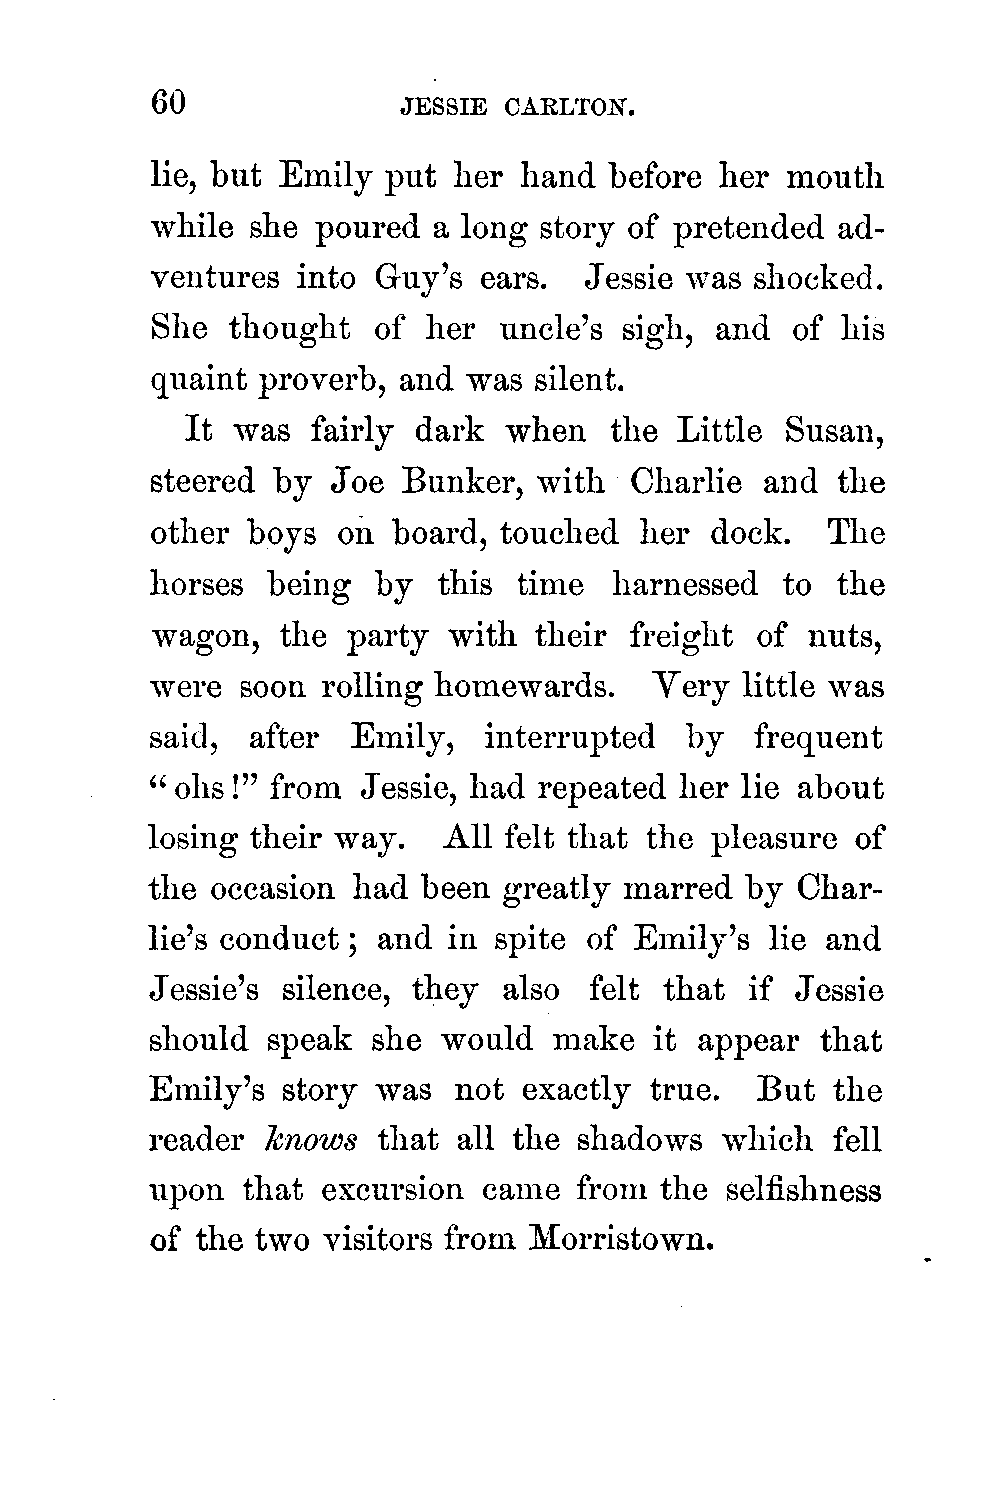 60 JESSIE CARLTON.
lie, but Emily put her hand before her mouth
while she poured a long story of pretended ad-
ventures into Guy's ears. Jessie was shocked.
She thought of her uncle's sigh, and of his
quaint proverb, and was silent.
It was fairly dark when the Little Susan,
steered by Joe Bunker, with Charlie and the
other boys on board, touched her dock. The
horses being by this time harnessed to the
wagon, the party with their freight of nuts,
were soon rolling homewards. Very little was
said, after Emily, interrupted by frequent
“ohs!” from Jessie, had repeated her lie about
losing their way. All felt that the pleasure of
the occasion had been greatly marred by Char-
lie's conduct; and in spite of Emily's lie and
Jessie's silence, they also felt that if Jessie
should speak she would make it appear that
Emily's story was not exactly true. But the
reader knows that all the shadows which fell
upon that excursion came from the selfishness
of the two visitors from Morristown.